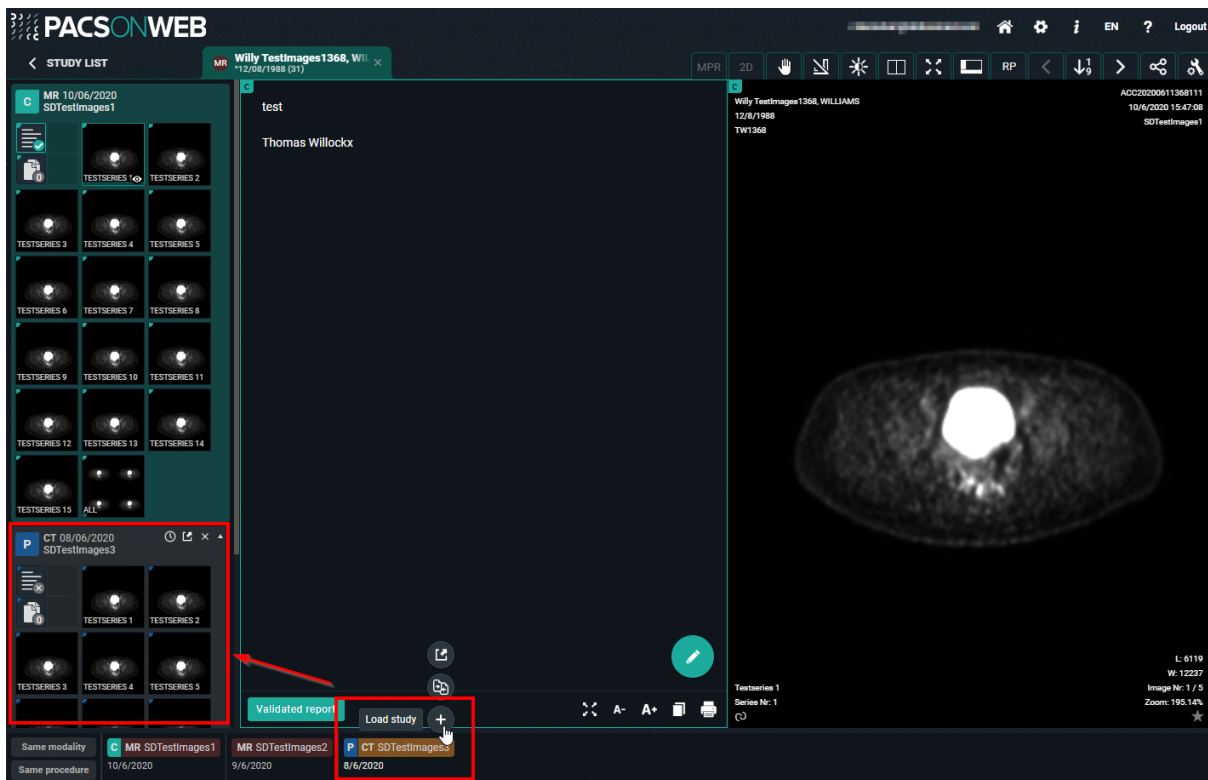 PACSONWEB
i EN ? Logout
STUDY LIST
MR Willy TestImages1368, WIL ×
*12/08/1988 (31)
MPR 2D RP
C MR 10/06/2020
SDTestImages1
TESTSERIES 1 TESTSERIES 2
0
TESTSERIES 3 TESTSERIES 4 TESTSERIES 5
TESTSERIES 6 TESTSERIES 7 TESTSERIES 8
TESTSERIES 9 TESTSERIES 10 TESTSERIES 11
TESTSERIES 12 TESTSERIES 13 TESTSERIES 14
TESTSERIES 15 ALL
P CT 08/06/2020
SDTestImages3
TESTSERIES 1 TESTSERIES 2
0
TESTSERIES 3 TESTSERIES 4 TESTSERIES 5
C
test
Thomas Willockx
Validated report
A- A+
Load study
C
Willy TestImages1368, WILLIAMS
12/8/1988
TW1368
ACC20200611368111
10/6/2020 15:47:08
SDTestImages1
Testseries 1
Series Nr: 1
L: 6119
W: 12237
Image Nr: 1 / 5
Zoom: 195.14%
Same modality
Same procedure
C MR SDTestImages1
10/6/2020
MR SDTestImages2
9/6/2020
P CT SDTestImages3
8/6/2020